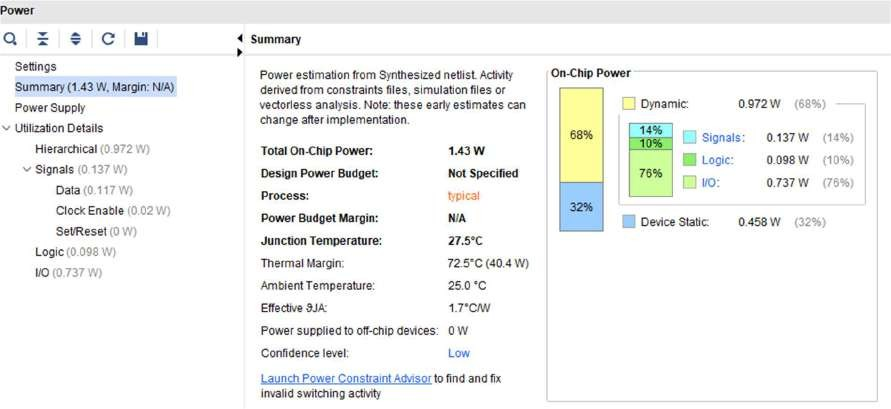 Power
Summary
Settings
Summary (1.43 W, Margin: N/A)
Power Supply
Utilization Details
Hierarchical (0.972 W)
Signals (0.137 W)
Data (0.117 W)
Clock Enable (0.02 W)
Set/Reset (0 W)
Logic (0.098 W)
I/O (0.737 W)
Power estimation from Synthesized netlist. Activity
derived from constraints files, simulation files or
vectorless analysis. Note: these early estimates can
change after implementation.
Total On-Chip Power: 1.43 W
Design Power Budget: Not Specified
Process: typical
Power Budget Margin: N/A
Junction Temperature: 27.5°C
Thermal Margin: 72.5°C (40.4 W)
Ambient Temperature: 25.0 °C
Effective ϑJA: 1.7°C/W
Power supplied to off-chip devices: 0 W
Confidence level: Low
Launch Power Constraint Advisor to find and fix
invalid switching activity
On-Chip Power
68%
32%
Dynamic: 0.972 W (68%)
14%
10%
76%
Signals: 0.137 W (14%)
Logic: 0.098 W (10%)
I/O: 0.737 W (76%)
Device Static: 0.458 W (32%)